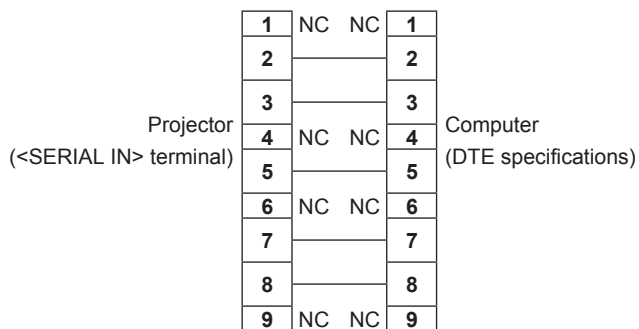 1 NC NC 1
2 2
3 3
Projector Computer
4 NC NC 4
(<SERIAL IN> terminal) (DTE specifications)
5 5
6 NC NC 6
7 7
8 8
9 NC NC 9